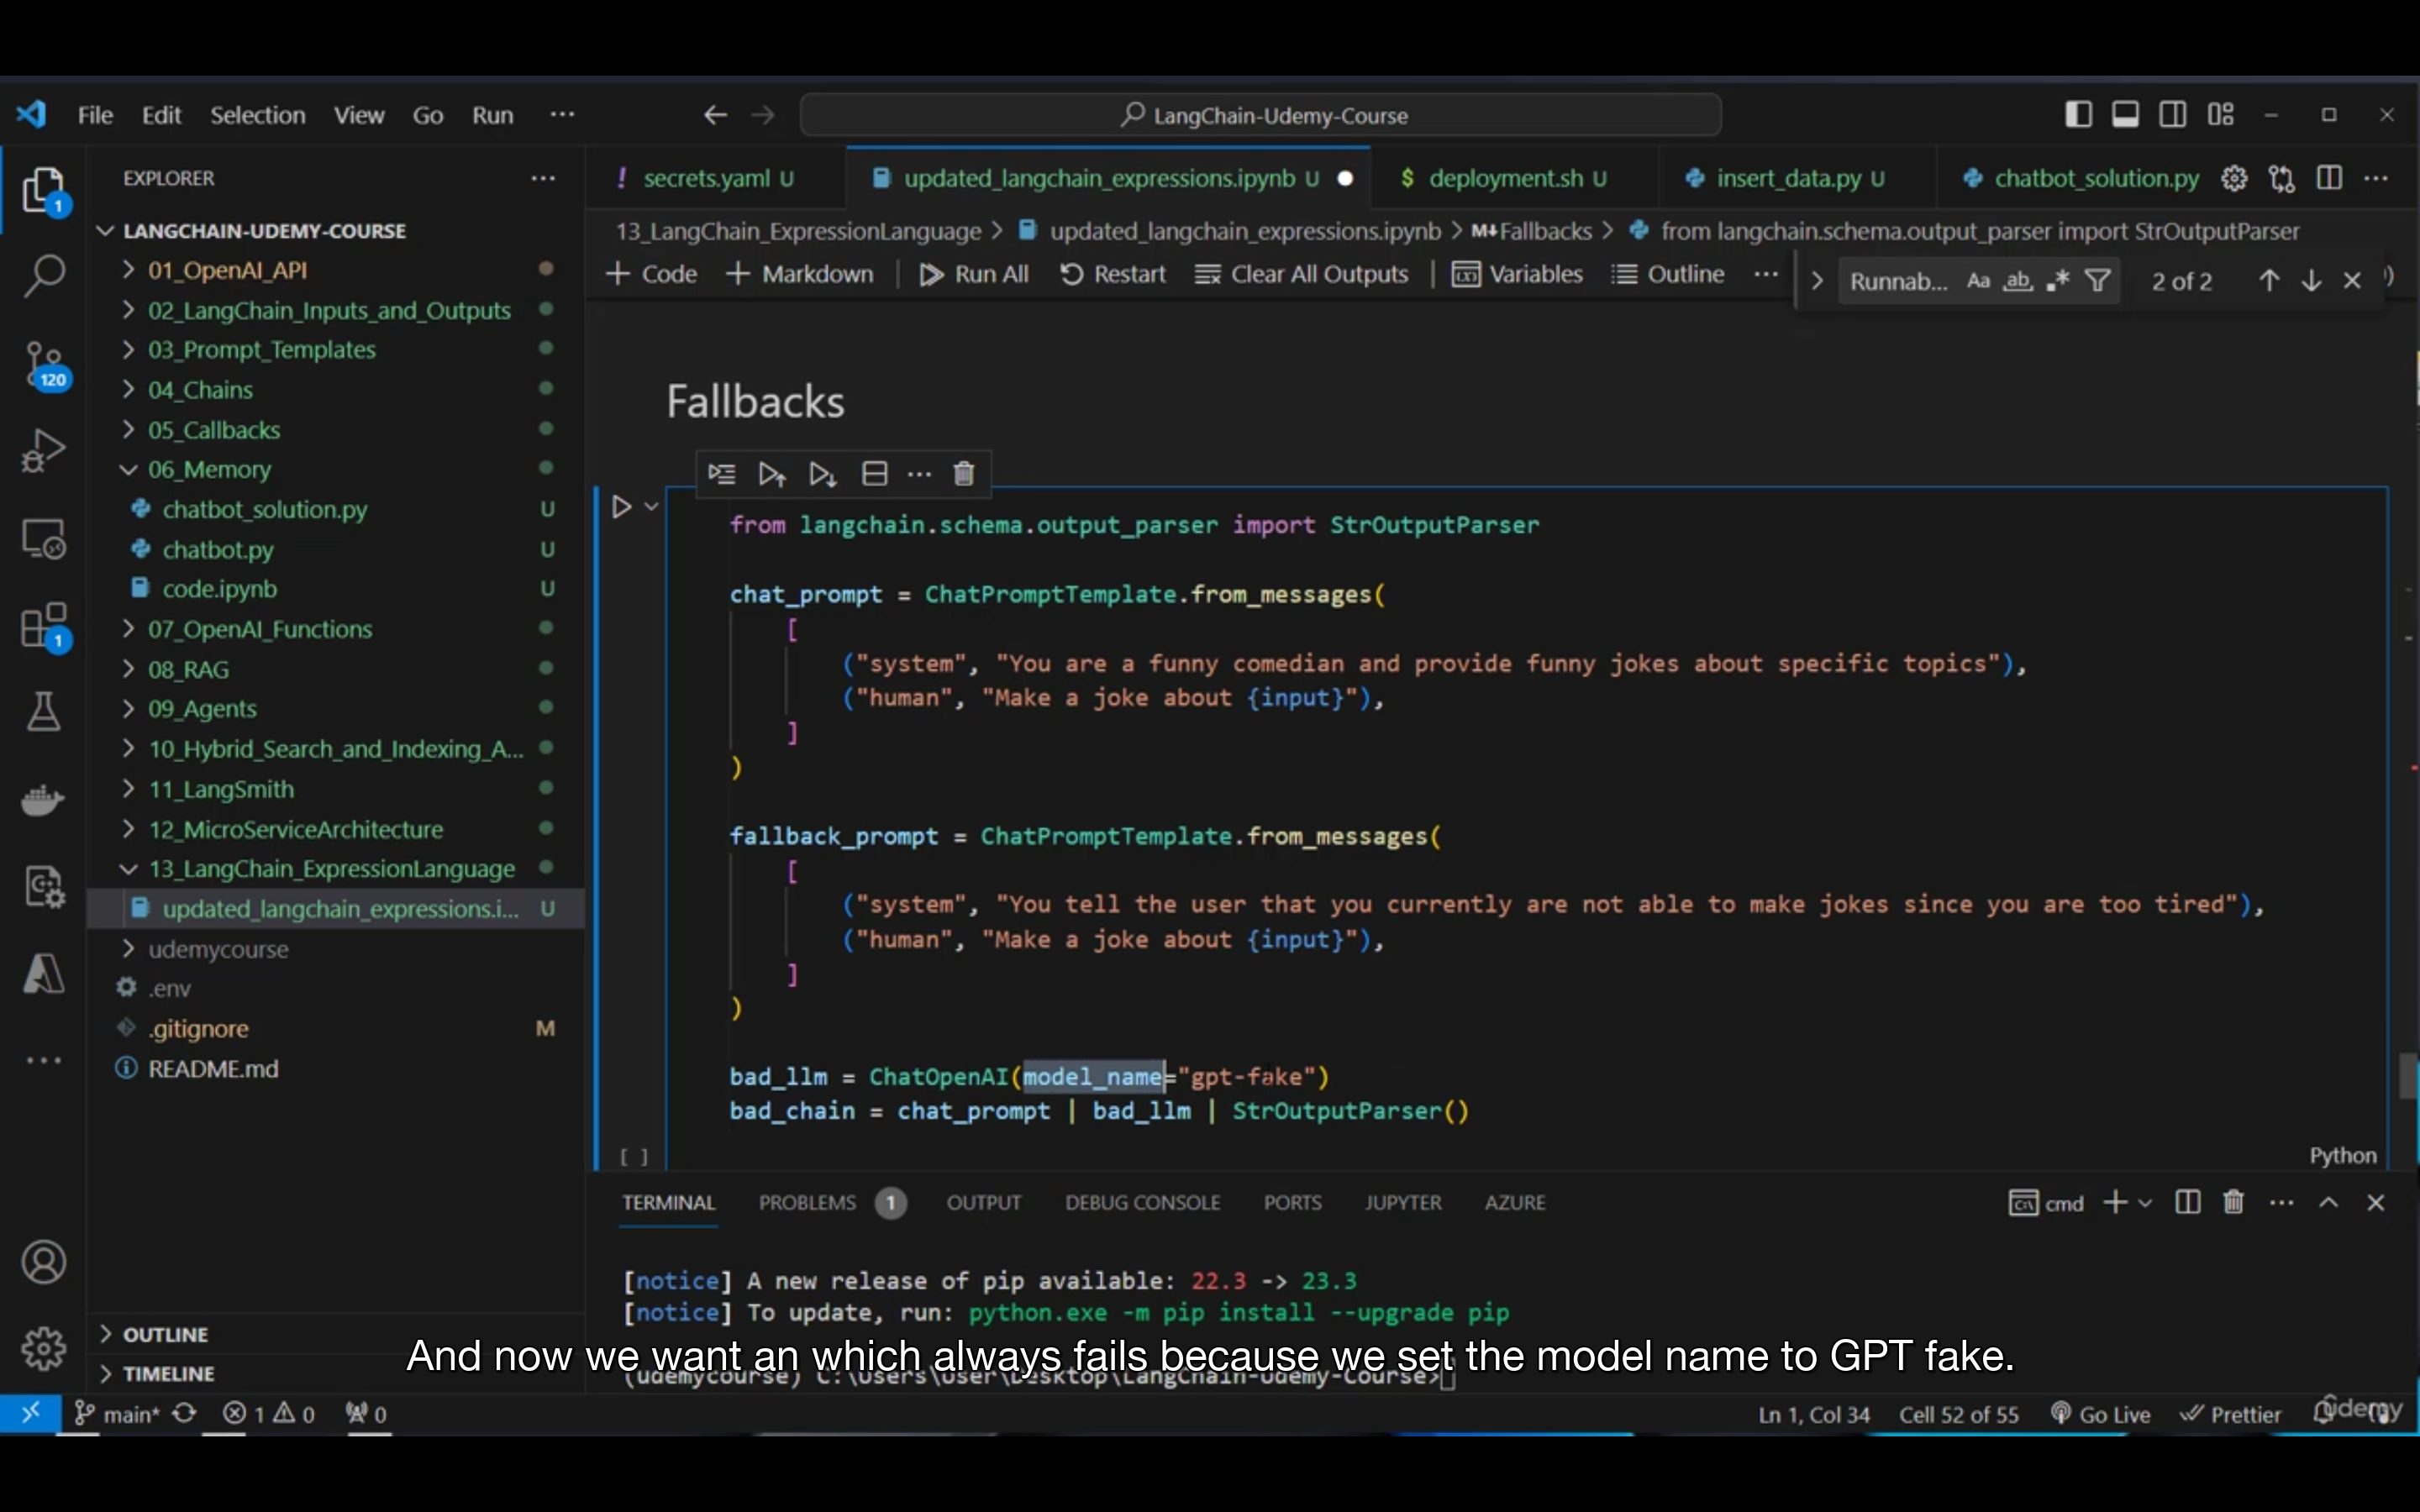 File Edit Selection View Go Run ...
LangChain-Udemy-Course
EXPLORER
secrets.yaml U
updated_langchain_expressions.ipynb U
deployment.sh U
insert_data.py U
chatbot_solution.py
13_LangChain_ExpressionLanguage > updated_langchain_expressions.ipynb > M↓Fallbacks > from langchain.schema.output_parser import StrOutputParser
+ Code + Markdown Run All Restart Clear All Outputs Variables Outline ...
Runnab... Aa ab 2 of 2
LANGCHAIN-UDEMY-COURSE
01_OpenAI_API
02_LangChain_Inputs_and_Outputs
03_Prompt_Templates
04_Chains
05_Callbacks
06_Memory
chatbot_solution.py U
chatbot.py U
code.ipynb U
07_OpenAI_Functions
08_RAG
09_Agents
10_Hybrid_Search_and_Indexing_A...
11_LangSmith
12_MicroServiceArchitecture
13_LangChain_ExpressionLanguage
updated_langchain_expressions.i... U
udemycourse
.env
.gitignore M
README.md
OUTLINE
TIMELINE
1
120
1
Fallbacks
from langchain.schema.output_parser import StrOutputParser
chat_prompt = ChatPromptTemplate.from_messages(
[
("system", "You are a funny comedian and provide funny jokes about specific topics"),
("human", "Make a joke about {input}"),
]
)
fallback_prompt = ChatPromptTemplate.from_messages(
[
("system", "You tell the user that you currently are not able to make jokes since you are too tired"),
("human", "Make a joke about {input}"),
]
)
bad_llm = ChatOpenAI(model_name="gpt-fake")
bad_chain = chat_prompt | bad_llm | StrOutputParser()
[ ]
Python
TERMINAL PROBLEMS 1 OUTPUT DEBUG CONSOLE PORTS JUPYTER AZURE
cmd
[notice] A new release of pip available: 22.3 -> 23.3
[notice] To update, run: python.exe -m pip install --upgrade pip
And now we want an which always fails because we set the model name to GPT fake.
(udemycourse) C:\Users\User\Desktop\LangChain-Udemy-Course>
main* 1 0 0
Ln 1, Col 34 Cell 52 of 55 Go Live Prettier
udemy